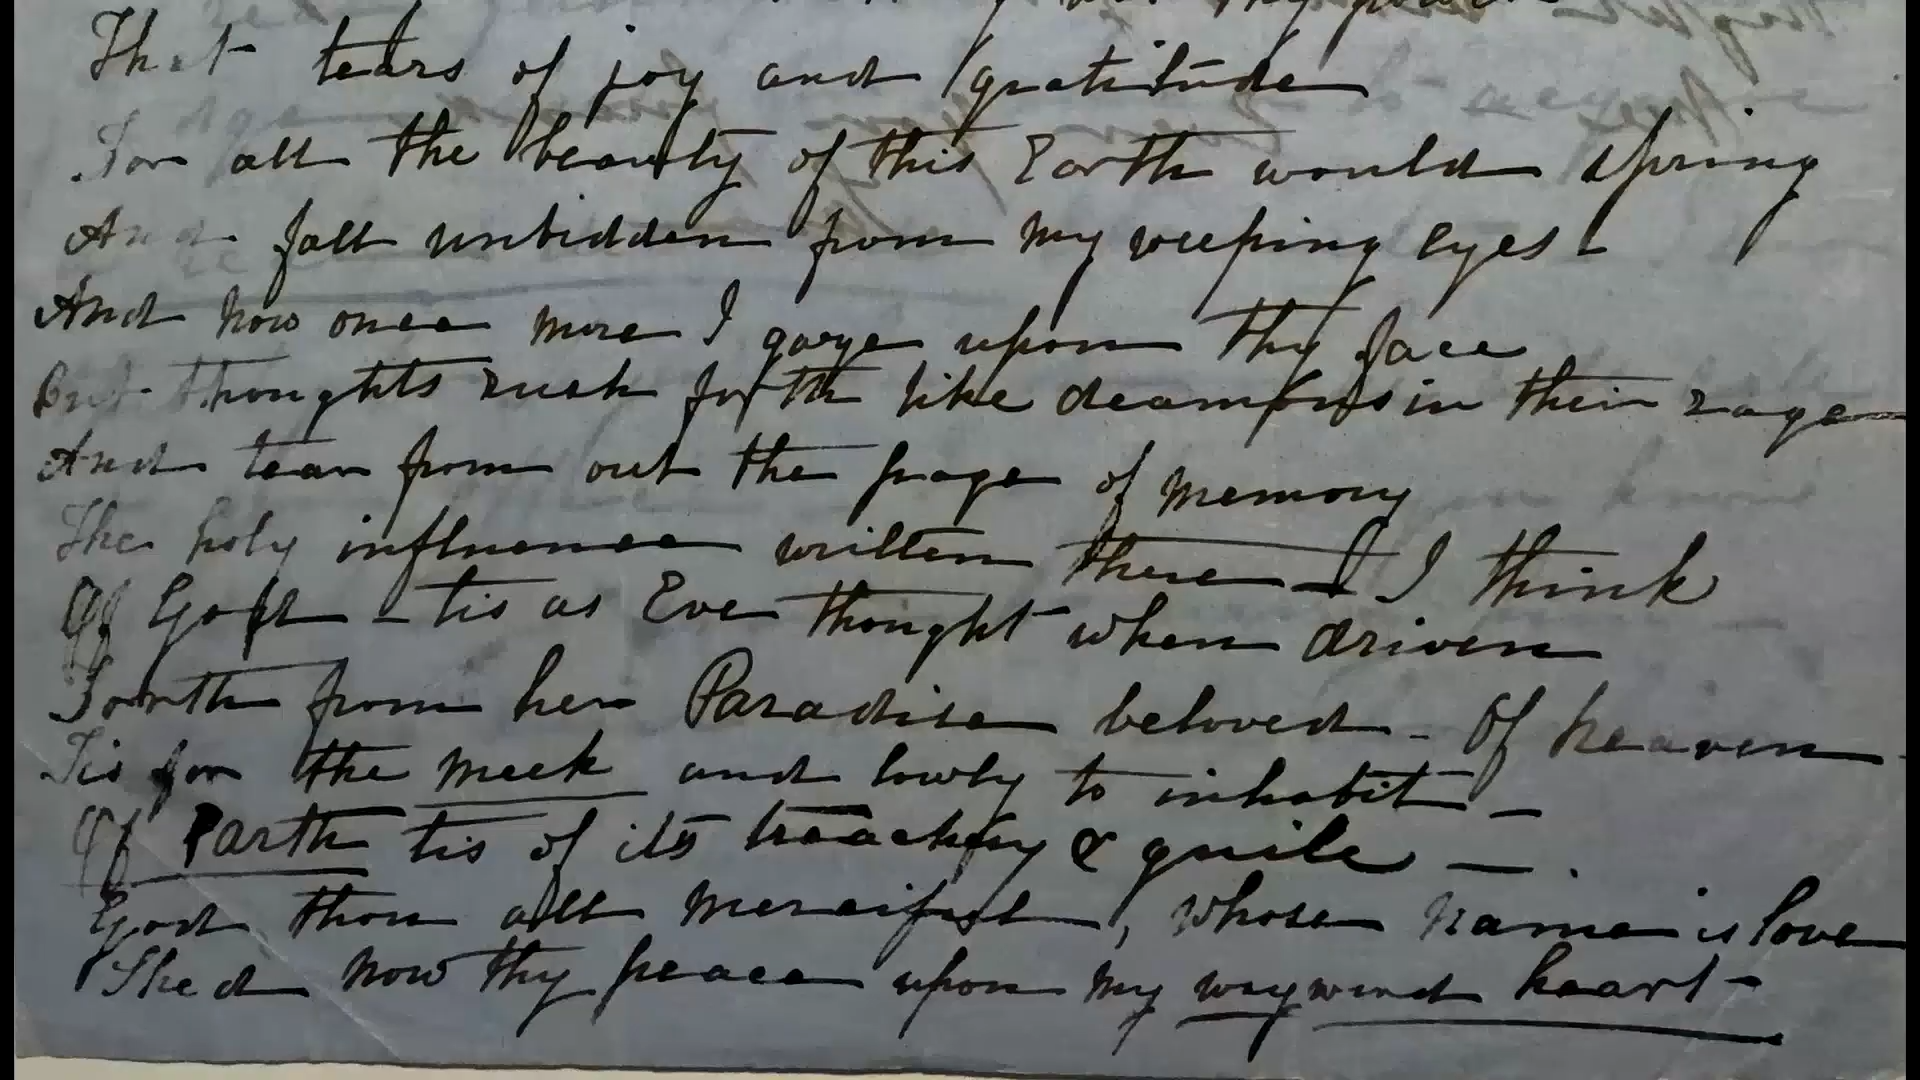 thy power
That tears of joy and gratitude
For all the beauty of this Earth would spring
And fall unbidden from my weeping eyes -
And now once more I gaze upon thy face
But thoughts rush forth like deamons in their rage
And tear from out the page of memory
The holy influence written there - I think
Of God - tis as Eve thought when driven
Forth from her Paradise beloved - Of heaven -
Tis for the meek and lowly to inhabit -
Of Earth tis of its treachery & guile -
God thou all merciful, whose name is love
Shed now thy peace upon my wayward heart -